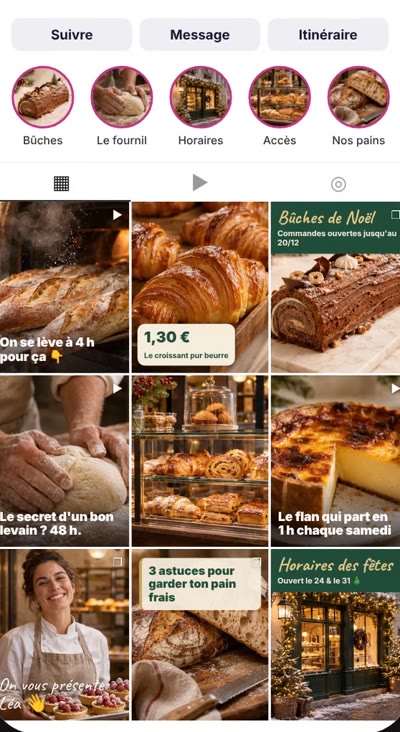 Suivre
Message
Itinéraire
Bûches
Le fournil
Horaires
Accès
Nos pains
On se lève à 4 h
pour ça 👇
1,30 €
Le croissant pur beurre
Bûches de Noël
Commandes ouvertes jusqu'au
20/12
Le secret d'un bon
levain ? 48 h.
Le flan qui part en
1 h chaque samedi
On vous présente
Léa 👋
3 astuces pour
garder ton pain
frais
Horaires des fêtes
Ouvert le 24 & le 31 🎄